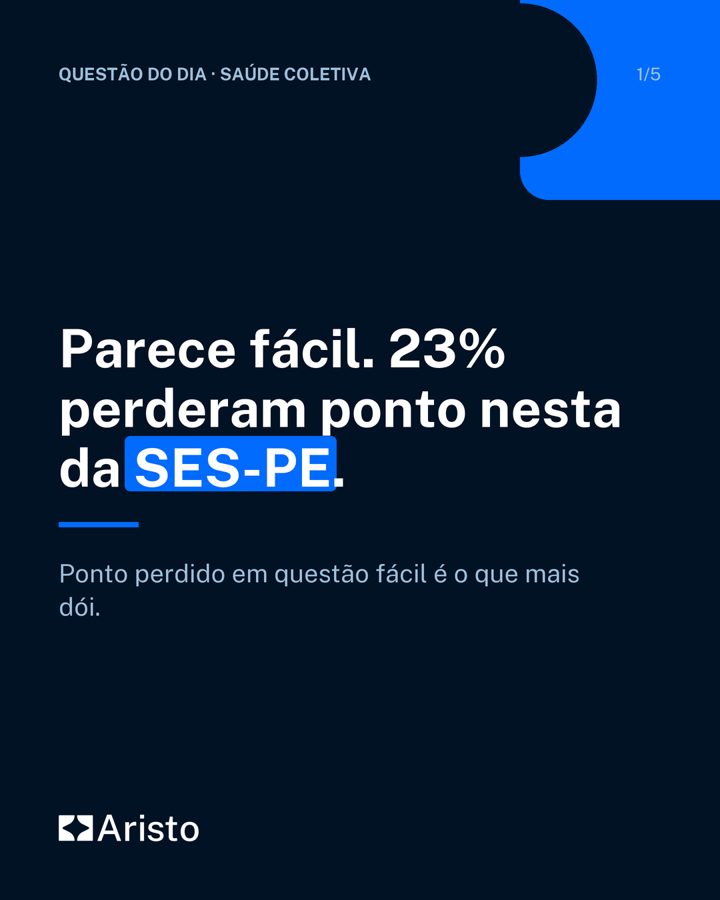 QUESTÃO DO DIA · SAÚDE COLETIVA
1/5
Parece fácil. 23%
perderam ponto nesta
da SES-PE.
Ponto perdido em questão fácil é o que mais
dói.
Aristo